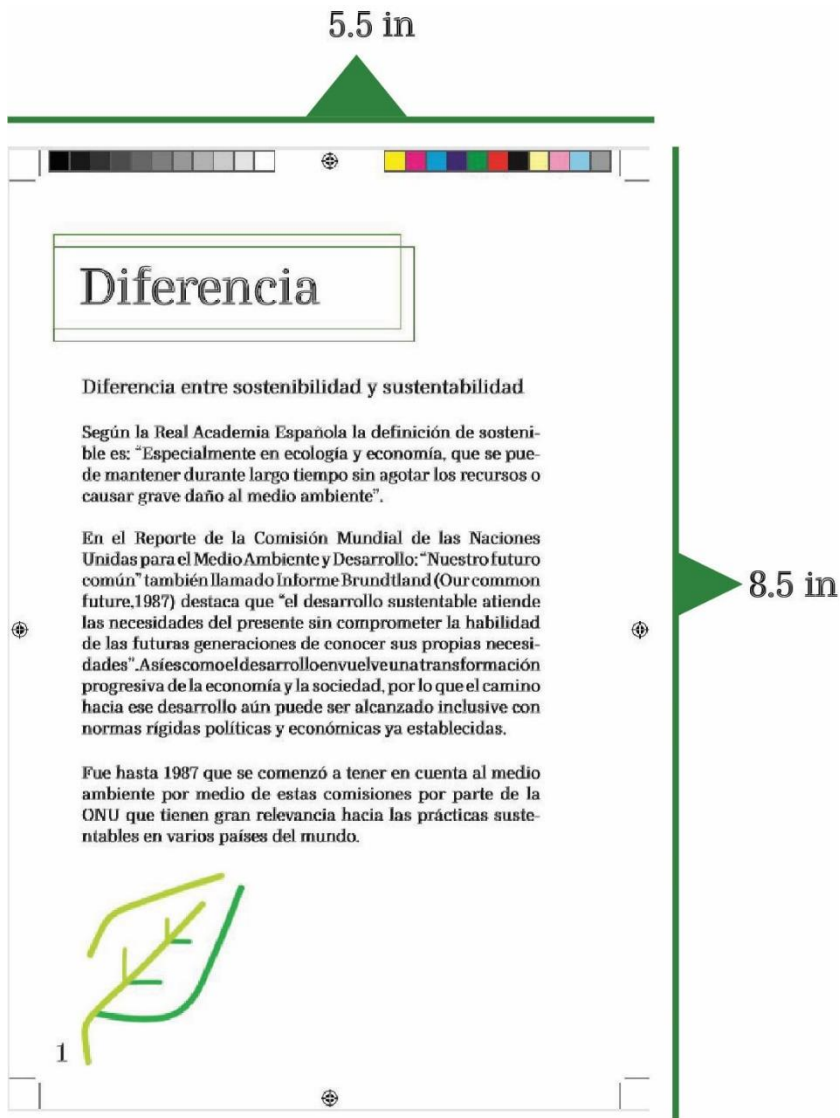 5.5 in
Diferencia
Diferencia entre sostenibilidad y sustentabilidad
Según la Real Academia Española la definición de sosteni-
ble es: “Especialmente en ecología y economía, que se pue-
de mantener durante largo tiempo sin agotar los recursos o
causar grave daño al medio ambiente”.
En el Reporte de la Comisión Mundial de las Naciones
Unidas para el Medio Ambiente y Desarrollo: “Nuestro futuro
común” también llamado Informe Brundtland (Our common
future,1987) destaca que “el desarrollo sustentable atiende
las necesidades del presente sin comprometer la habilidad
de las futuras generaciones de conocer sus propias necesi-
dades”.Asíescomoeldesarrolloenvuelveunatransformación
progresiva de la economía y la sociedad, por lo que el camino
hacia ese desarrollo aún puede ser alcanzado inclusive con
normas rígidas políticas y económicas ya establecidas.
Fue hasta 1987 que se comenzó a tener en cuenta al medio
ambiente por medio de estas comisiones por parte de la
ONU que tienen gran relevancia hacia las prácticas suste-
ntables en varios países del mundo.
1
8.5 in